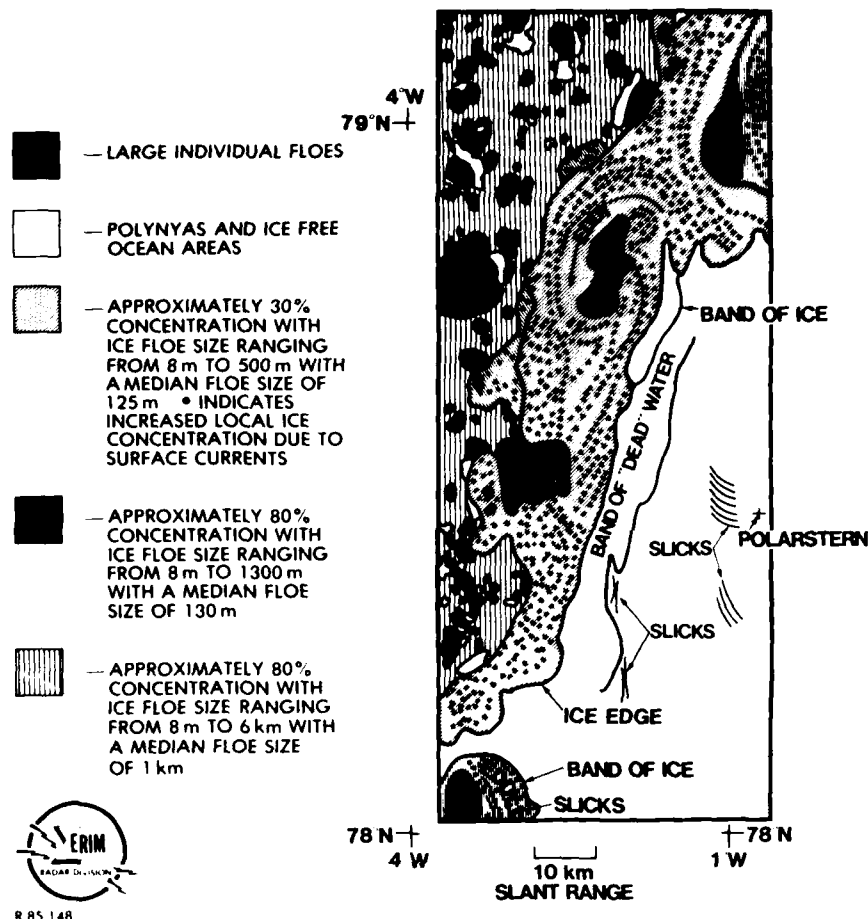 4°W
79°N
— LARGE INDIVIDUAL FLOES
— POLYNYAS AND ICE FREE
OCEAN AREAS
— APPROXIMATELY 30%
CONCENTRATION WITH
ICE FLOE SIZE RANGING
FROM 8 m TO 500 m WITH
A MEDIAN FLOE SIZE OF
125 m • INDICATES
INCREASED LOCAL ICE
CONCENTRATION DUE TO
SURFACE CURRENTS
— APPROXIMATELY 80%
CONCENTRATION WITH
ICE FLOE SIZE RANGING
FROM 8 m TO 1300 m
WITH A MEDIAN FLOE
SIZE OF 130 m
— APPROXIMATELY 80%
CONCENTRATION WITH
ICE FLOE SIZE RANGING
FROM 8 m TO 6 km WITH
A MEDIAN FLOE SIZE
OF 1 km
BAND OF ICE
BAND OF "DEAD" WATER
SLICKS
POLARSTERN
SLICKS
ICE EDGE
BAND OF ICE
SLICKS
78°N
4°W
78°N
1°W
10 km
SLANT RANGE
ERIM
RADAR DIVISION
R 85 148